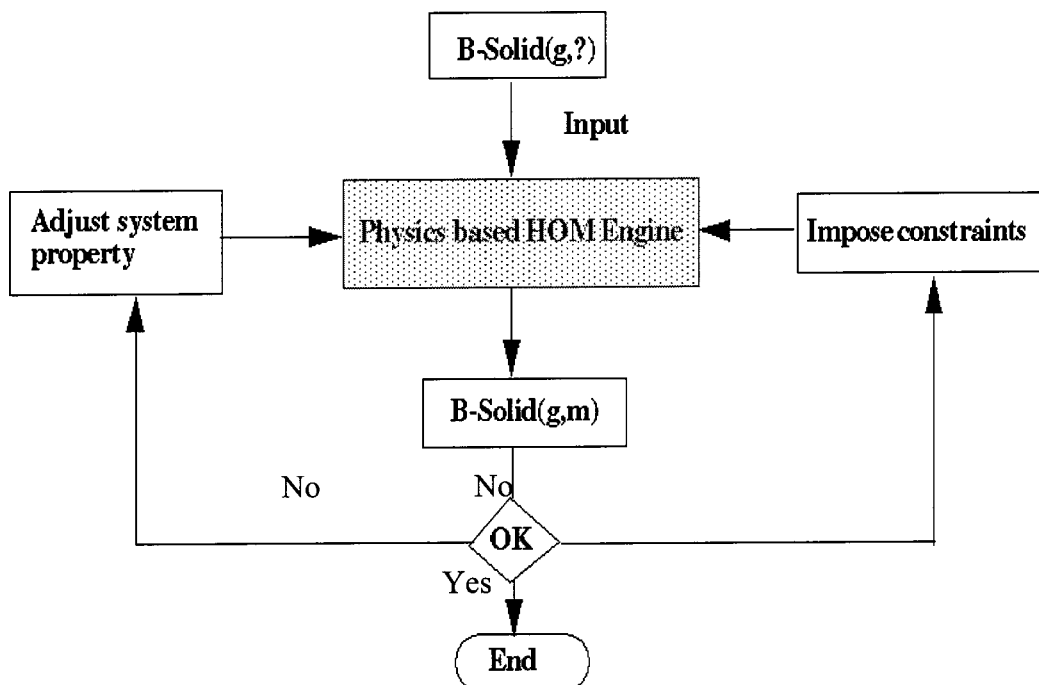 B-Solid(g,?)
Input
Adjust system
property
Physics based HOM Engine
Impose constraints
B-Solid(g,m)
No
No
OK
Yes
End